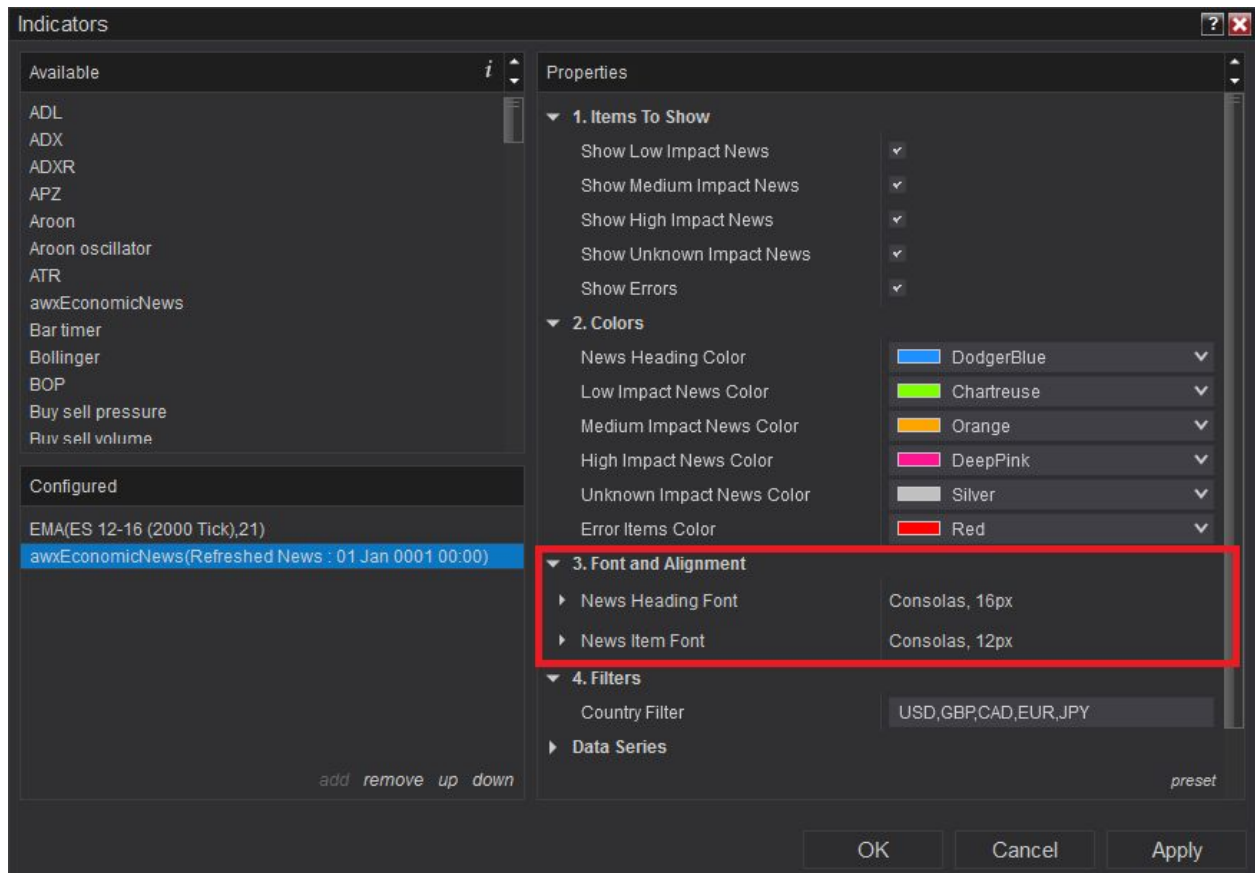 Indicators
?
Available
i
ADL
ADX
ADXR
APZ
Aroon
Aroon oscillator
ATR
awxEconomicNews
Bar timer
Bollinger
BOP
Buy sell pressure
Buy sell volume
Configured
EMA(ES 12-16 (2000 Tick),21)
awxEconomicNews(Refreshed News : 01 Jan 0001 00:00)
add remove up down
Properties
1. Items To Show
Show Low Impact News
Show Medium Impact News
Show High Impact News
Show Unknown Impact News
Show Errors
2. Colors
News Heading Color DodgerBlue
Low Impact News Color Chartreuse
Medium Impact News Color Orange
High Impact News Color DeepPink
Unknown Impact News Color Silver
Error Items Color Red
3. Font and Alignment
News Heading Font Consolas, 16px
News Item Font Consolas, 12px
4. Filters
Country Filter USD,GBP,CAD,EUR,JPY
Data Series
preset
OK Cancel Apply